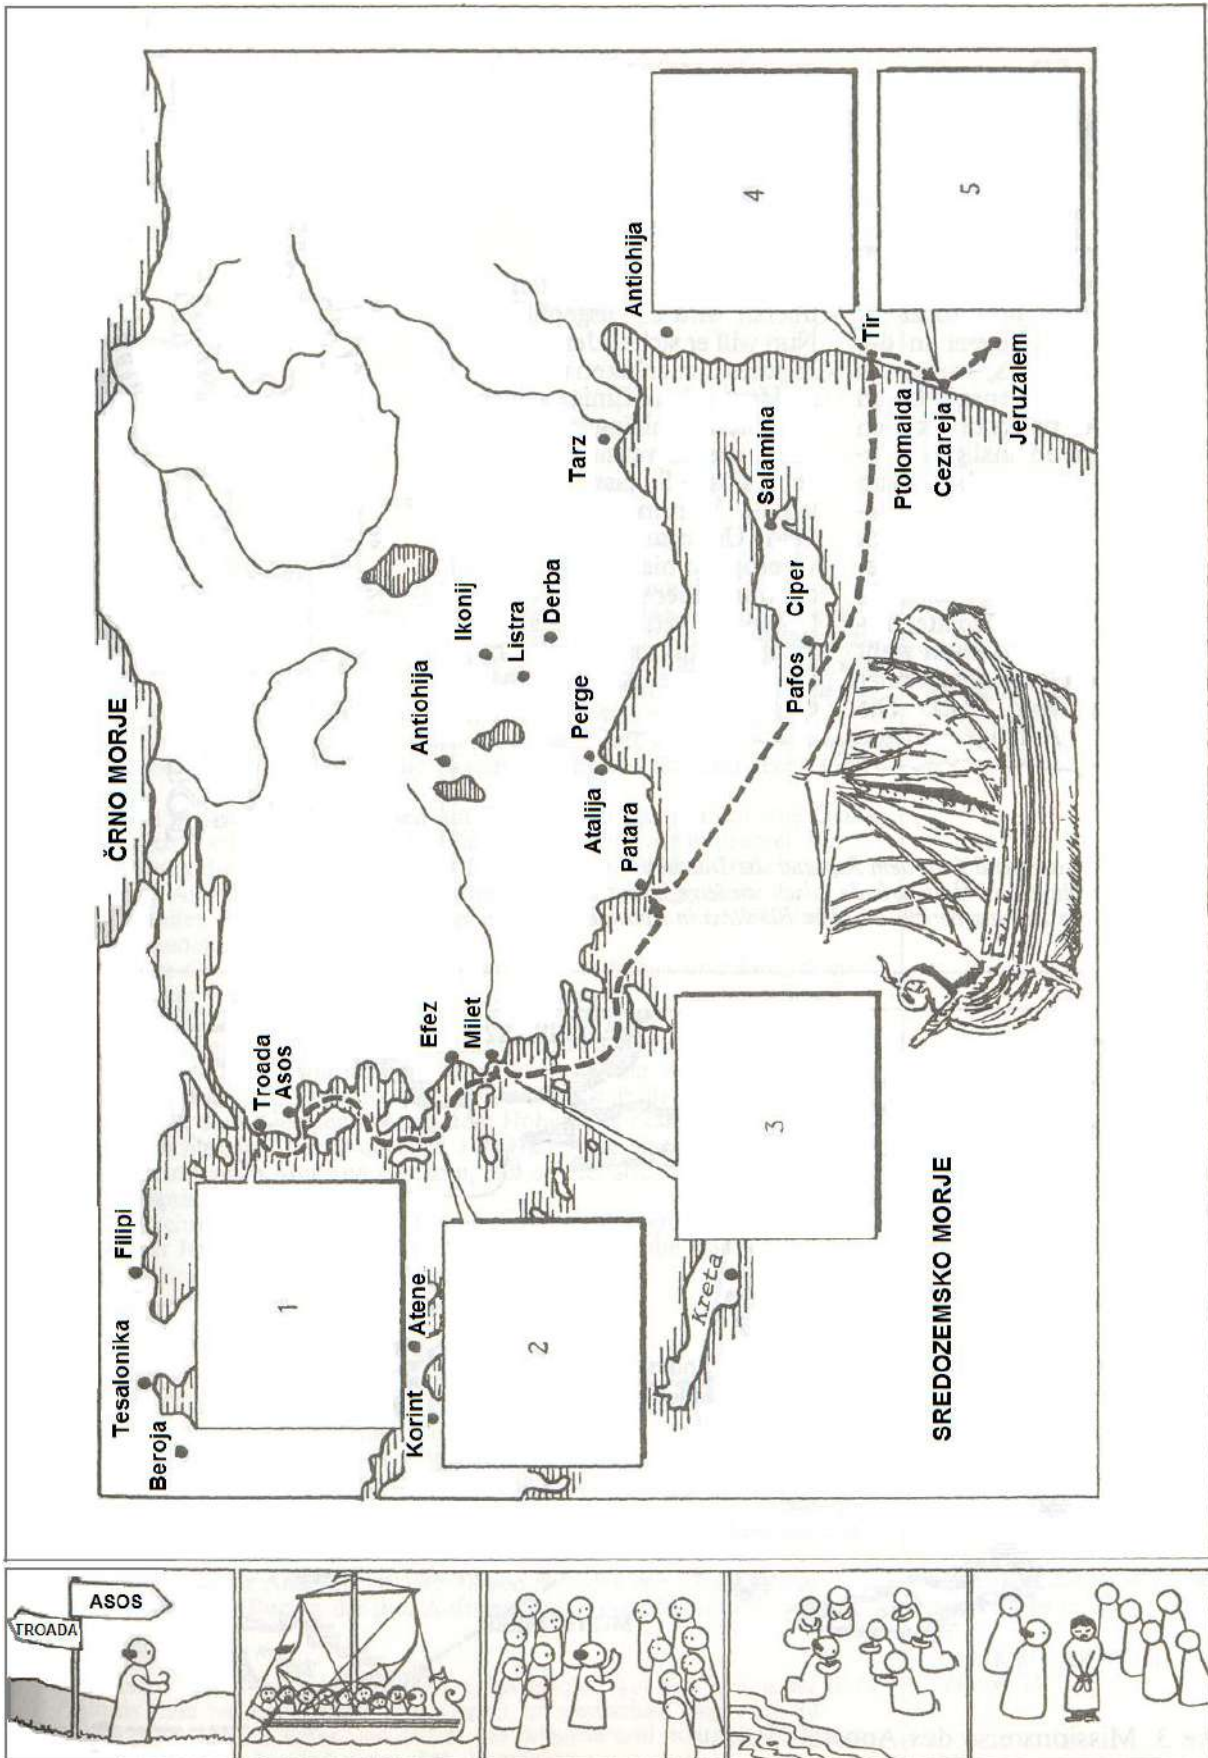 ČRNO MORJE
Tesalonika
Filipi
Beroja
Troada
Asos
Antiohija
Ikonij
Listra
Derba
Tarz
Antiohija
Efez
Milet
Perge
Atalija
Patara
Korint
Atene
Kreta
Pafos
Ciper
Salamina
Tir
Ptolomaida
Cezareja
Jeruzalem
SREDOZEMSKO MORJE
1
2
3
4
5
TROADA
ASOS